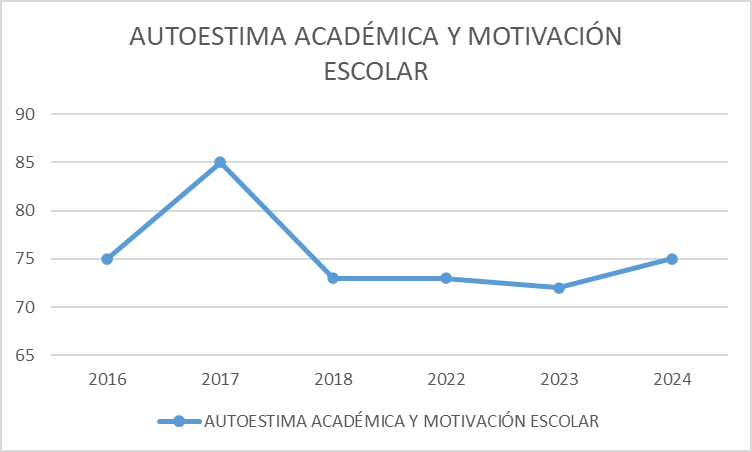 AUTOESTIMA ACADÉMICA Y MOTIVACIÓN
ESCOLAR
90
85
80
75
70
65
2016 2017 2018 2022 2023 2024
AUTOESTIMA ACADÉMICA Y MOTIVACIÓN ESCOLAR